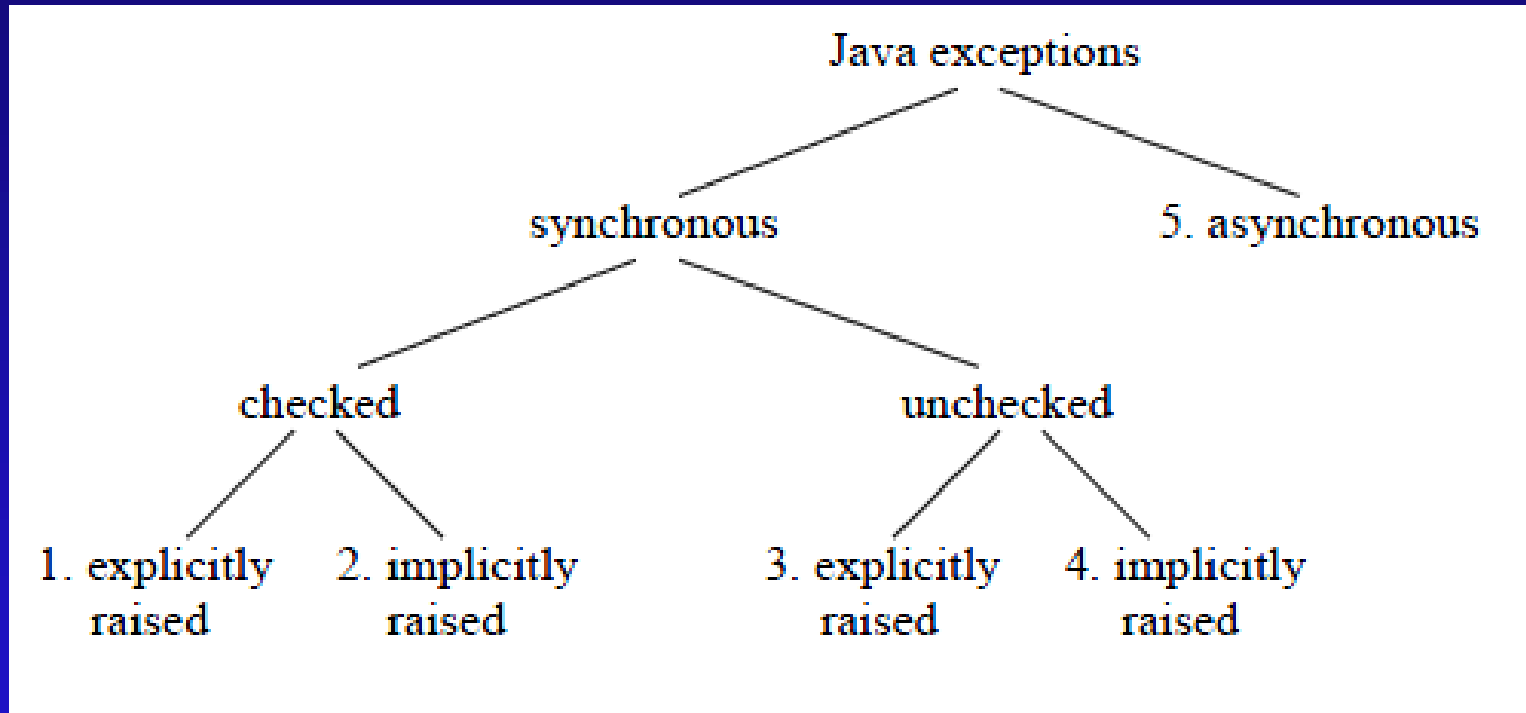 Java exceptions
synchronous
5. asynchronous
checked
unchecked
1. explicitly
raised
2. implicitly
raised
3. explicitly
raised
4. implicitly
raised